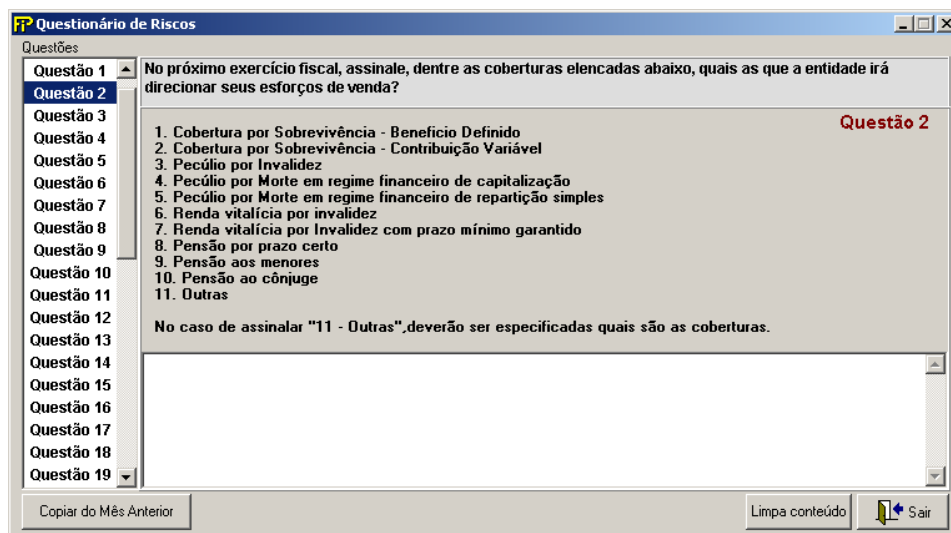 FIP Questionário de Riscos
Questões
Questão 1
Questão 2
Questão 3
Questão 4
Questão 5
Questão 6
Questão 7
Questão 8
Questão 9
Questão 10
Questão 11
Questão 12
Questão 13
Questão 14
Questão 15
Questão 16
Questão 17
Questão 18
Questão 19
No próximo exercício fiscal, assinale, dentre as coberturas elencadas abaixo, quais as que a entidade irá
direcionar seus esforços de venda?
Questão 2
1. Cobertura por Sobrevivência - Benefício Definido
2. Cobertura por Sobrevivência - Contribuição Variável
3. Pecúlio por Invalidez
4. Pecúlio por Morte em regime financeiro de capitalização
5. Pecúlio por Morte em regime financeiro de repartição simples
6. Renda vitalícia por invalidez
7. Renda vitalícia por Invalidez com prazo mínimo garantido
8. Pensão por prazo certo
9. Pensão aos menores
10. Pensão ao cônjuge
11. Outras
No caso de assinalar "11 - Outras",deverão ser especificadas quais são as coberturas.
Copiar do Mês Anterior
Limpa conteúdo
Sair